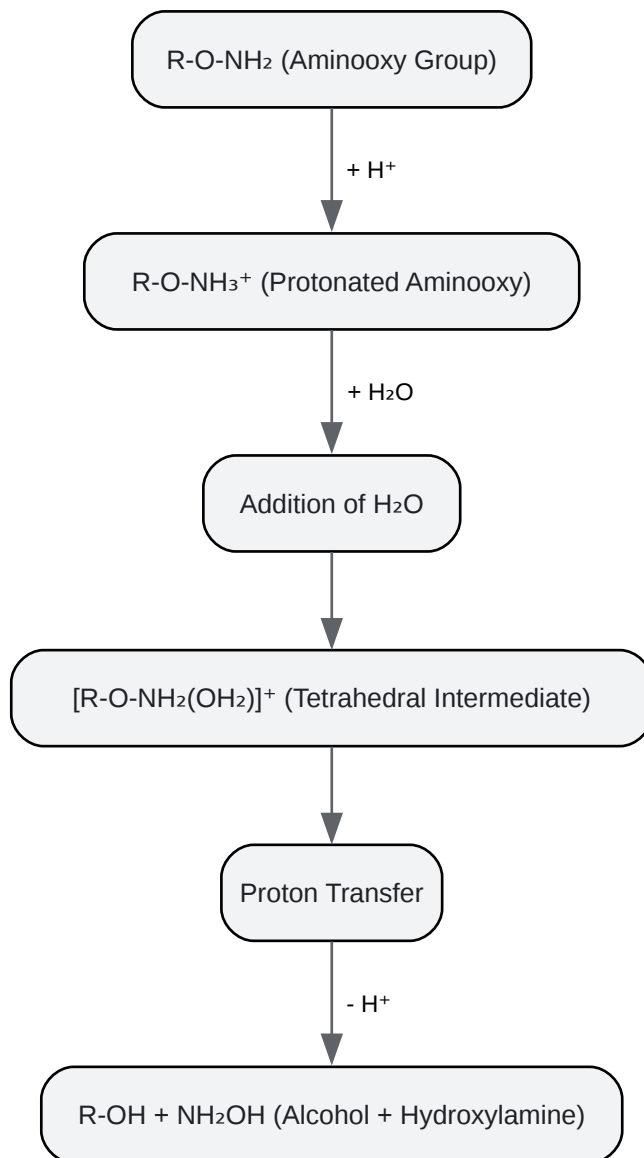 R-O-NH₂ (Aminooxy Group)
+ H⁺
R-O-NH₃⁺ (Protonated Aminooxy)
+ H₂O
Addition of H₂O
[R-O-NH₂(OH₂)]⁺ (Tetrahedral Intermediate)
Proton Transfer
- H⁺
R-OH + NH₂OH (Alcohol + Hydroxylamine)